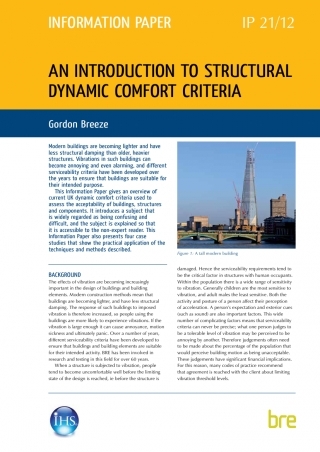 INFORMATION PAPER
IP 21/12
AN INTRODUCTION TO STRUCTURAL
DYNAMIC COMFORT CRITERIA
Gordon Breeze
Modern buildings are becoming lighter and have
less structural damping than older, heavier
structures. Vibrations in such buildings can
become annoying and even alarming, and different
serviceability criteria have been developed over
the years to ensure that buildings are suitable for
their intended purpose.
This Information Paper gives an overview of
current UK dynamic comfort criteria used to
assess the acceptability of buildings, structures
and components. It introduces a subject that
is widely regarded as being confusing and
difficult, and the subject is explained so that
it is accessible to the non-expert reader. This
Information Paper also presents four case
studies that show the practical application of the
techniques and methods described.
Figure 1: A tall modern building
BACKGROUND
The effects of vibration are becoming increasingly
important in the design of buildings and building
elements. Modern construction methods mean that
buildings are becoming lighter, and have less structural
damping. The response of such buildings to imposed
vibration is therefore increased, so people using the
buildings are more likely to experience vibrations. If the
vibration is large enough it can cause annoyance, motion
sickness and ultimately panic. Over a number of years,
different serviceability criteria have been developed to
ensure that buildings and building elements are suitable
for their intended activity. BRE has been involved in
research and testing in this field for over 60 years.
When a structure is subjected to vibration, people
tend to become uncomfortable well before the limiting
state of the design is reached, or before the structure is
damaged. Hence the serviceability requirements tend to
be the critical factor in structures with human occupants.
Within the population there is a wide range of sensitivity
to vibration. Generally children are the most sensitive to
vibration, and adult males the least sensitive. Both the
activity and posture of a person affect their perception
of acceleration. A person's expectation and exterior cues
(such as sound) are also important factors. This wide
number of complicating factors means that serviceability
criteria can never be precise; what one person judges to
be a tolerable level of vibration may be perceived to be
annoying by another. Therefore judgements often need
to be made about the percentage of the population that
would perceive building motion as being unacceptable.
These judgements have significant financial implications.
For this reason, many codes of practice recommend
that agreement is reached with the client about limiting
vibration threshold levels.
IHS
bre